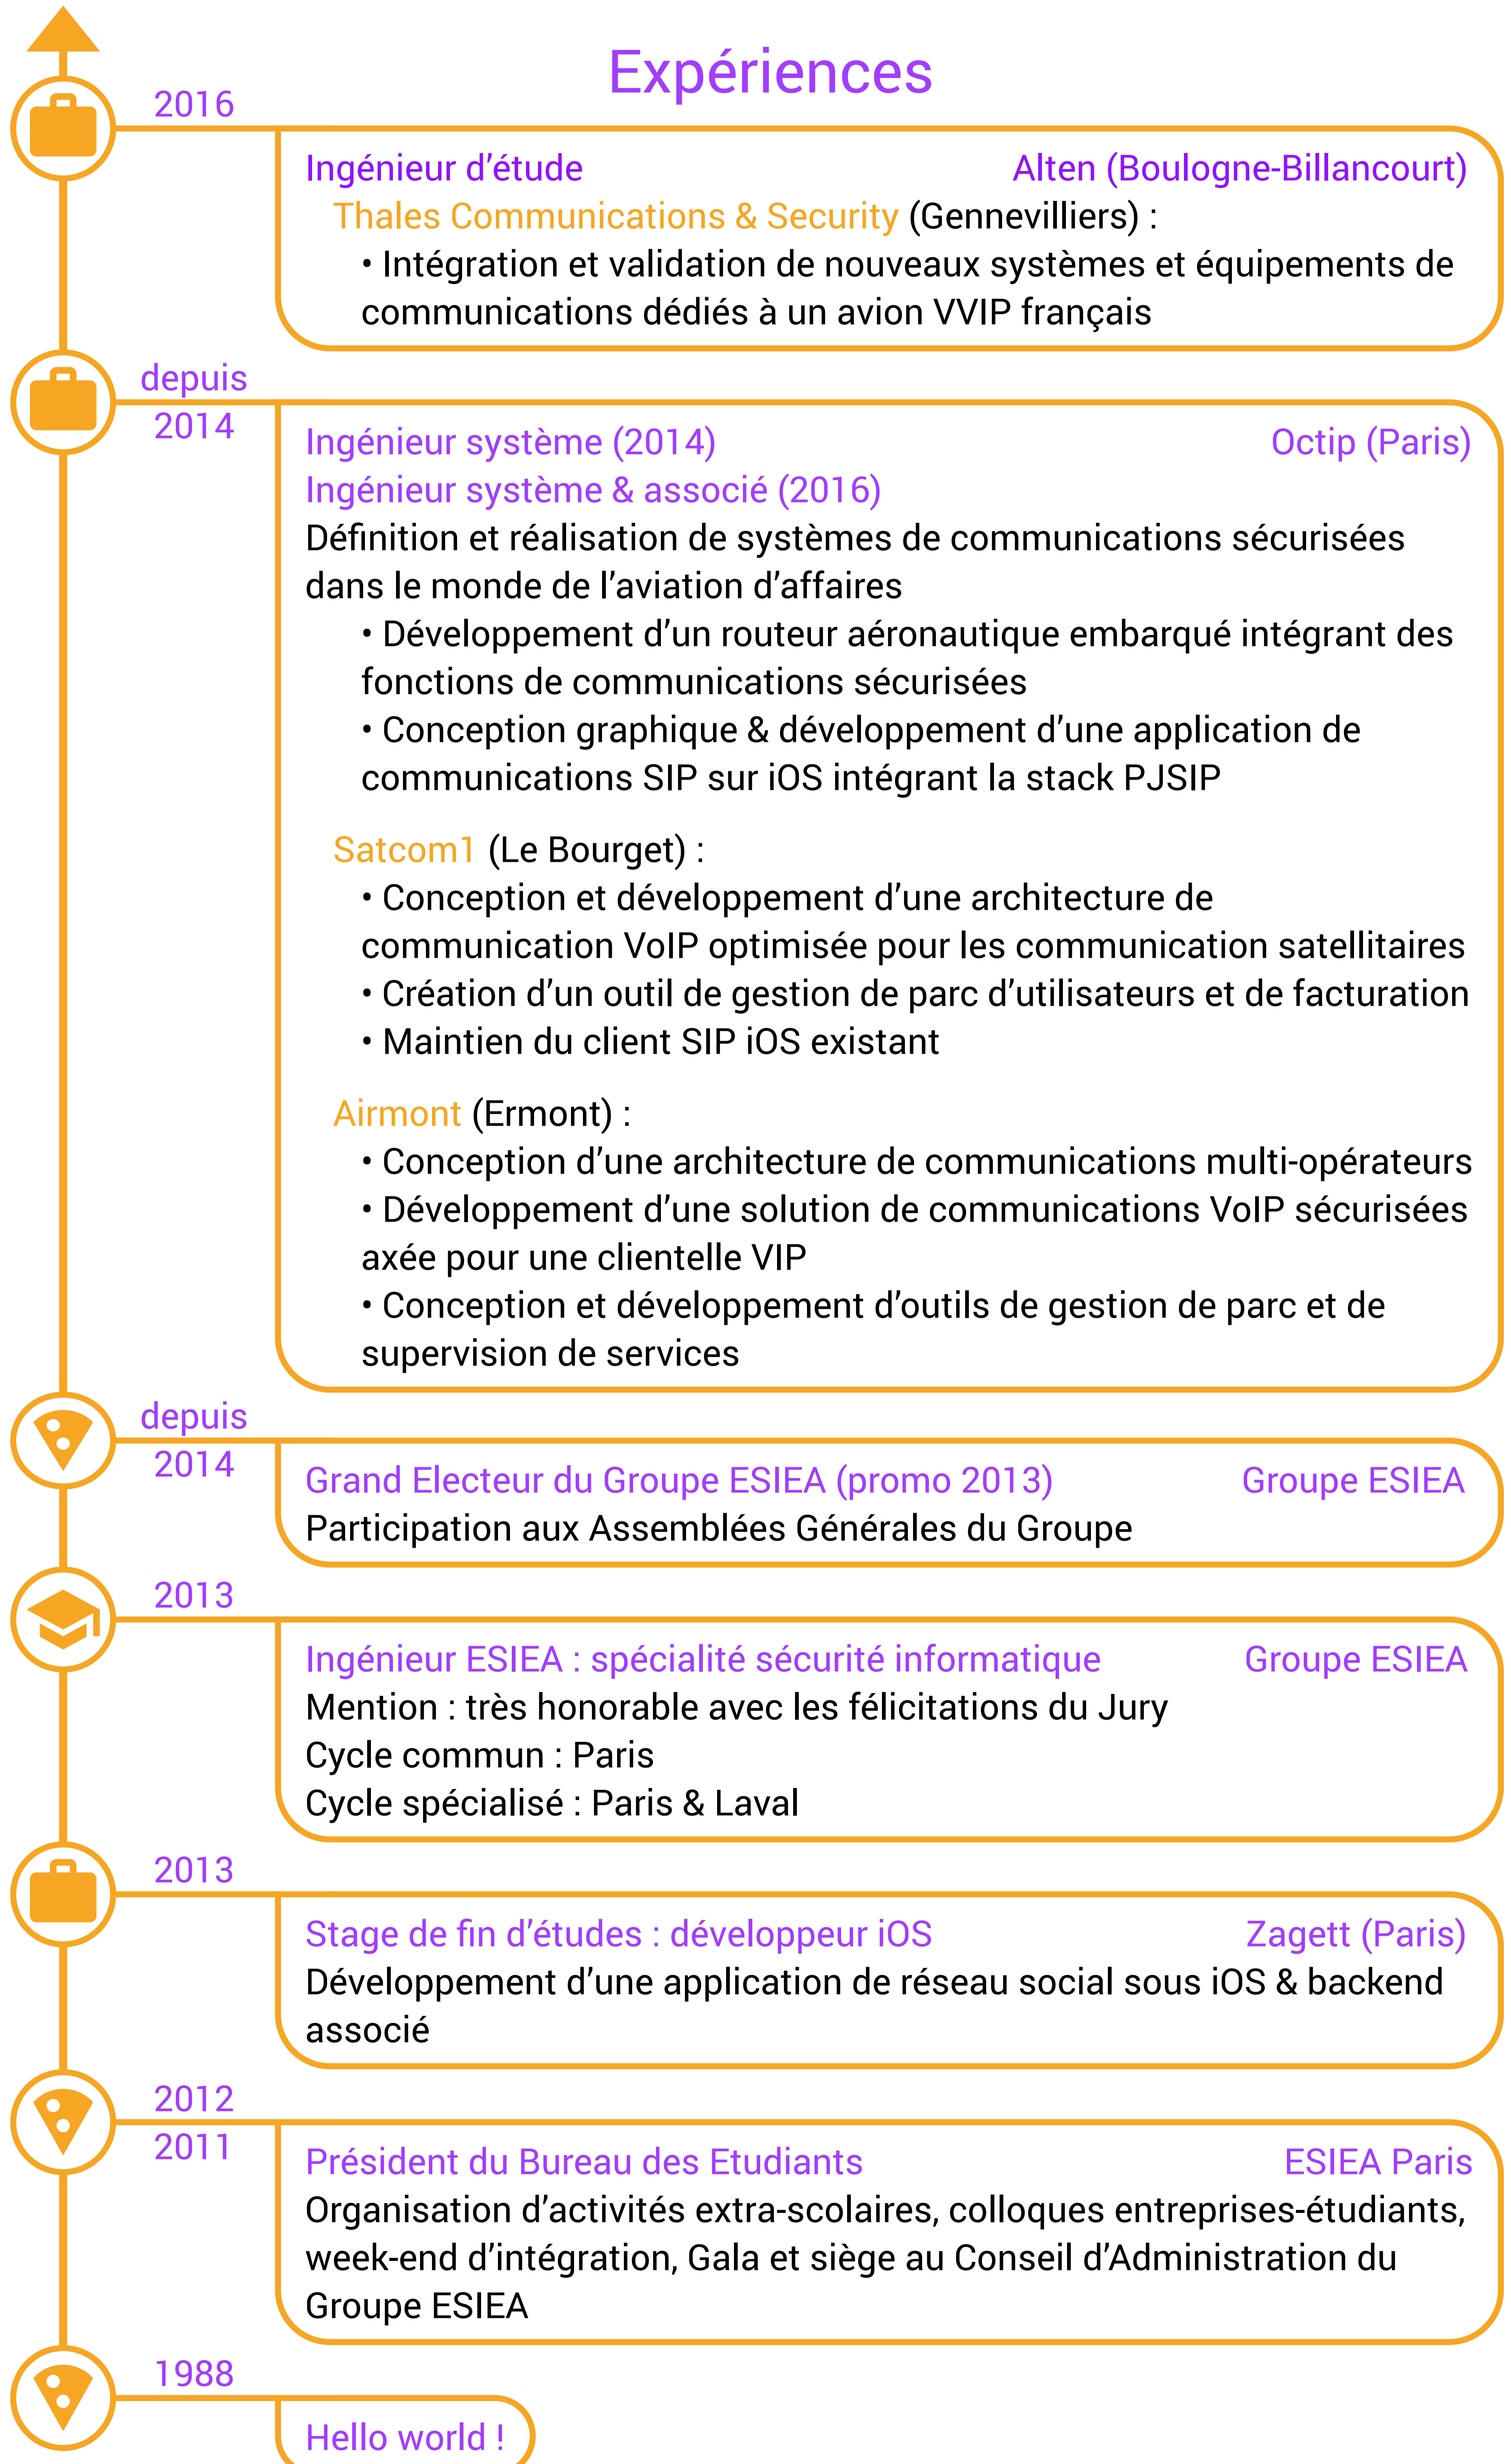 Expériences
2016
Ingénieur d’étude Alten (Boulogne-Billancourt)
Thales Communications & Security (Gennevilliers) :
• Intégration et validation de nouveaux systèmes et équipements de
communications dédiés à un avion VVIP français
depuis
2014
Ingénieur système (2014) Octip (Paris)
Ingénieur système & associé (2016)
Définition et réalisation de systèmes de communications sécurisées
dans le monde de l’aviation d’affaires
• Développement d’un routeur aéronautique embarqué intégrant des
fonctions de communications sécurisées
• Conception graphique & développement d’une application de
communications SIP sur iOS intégrant la stack PJSIP
Satcom1 (Le Bourget) :
• Conception et développement d’une architecture de
communication VoIP optimisée pour les communication satellitaires
• Création d’un outil de gestion de parc d’utilisateurs et de facturation
• Maintien du client SIP iOS existant
Airmont (Ermont) :
• Conception d’une architecture de communications multi-opérateurs
• Développement d’une solution de communications VoIP sécurisées
axée pour une clientelle VIP
• Conception et développement d’outils de gestion de parc et de
supervision de services
depuis
2014
Grand Electeur du Groupe ESIEA (promo 2013) Groupe ESIEA
Participation aux Assemblées Générales du Groupe
2013
Ingénieur ESIEA : spécialité sécurité informatique Groupe ESIEA
Mention : très honorable avec les félicitations du Jury
Cycle commun : Paris
Cycle spécialisé : Paris & Laval
2013
Stage de fin d’études : développeur iOS Zagett (Paris)
Développement d’une application de réseau social sous iOS & backend
associé
2012
2011
Président du Bureau des Etudiants ESIEA Paris
Organisation d’activités extra-scolaires, colloques entreprises-étudiants,
week-end d’intégration, Gala et siège au Conseil d’Administration du
Groupe ESIEA
1988
Hello world !